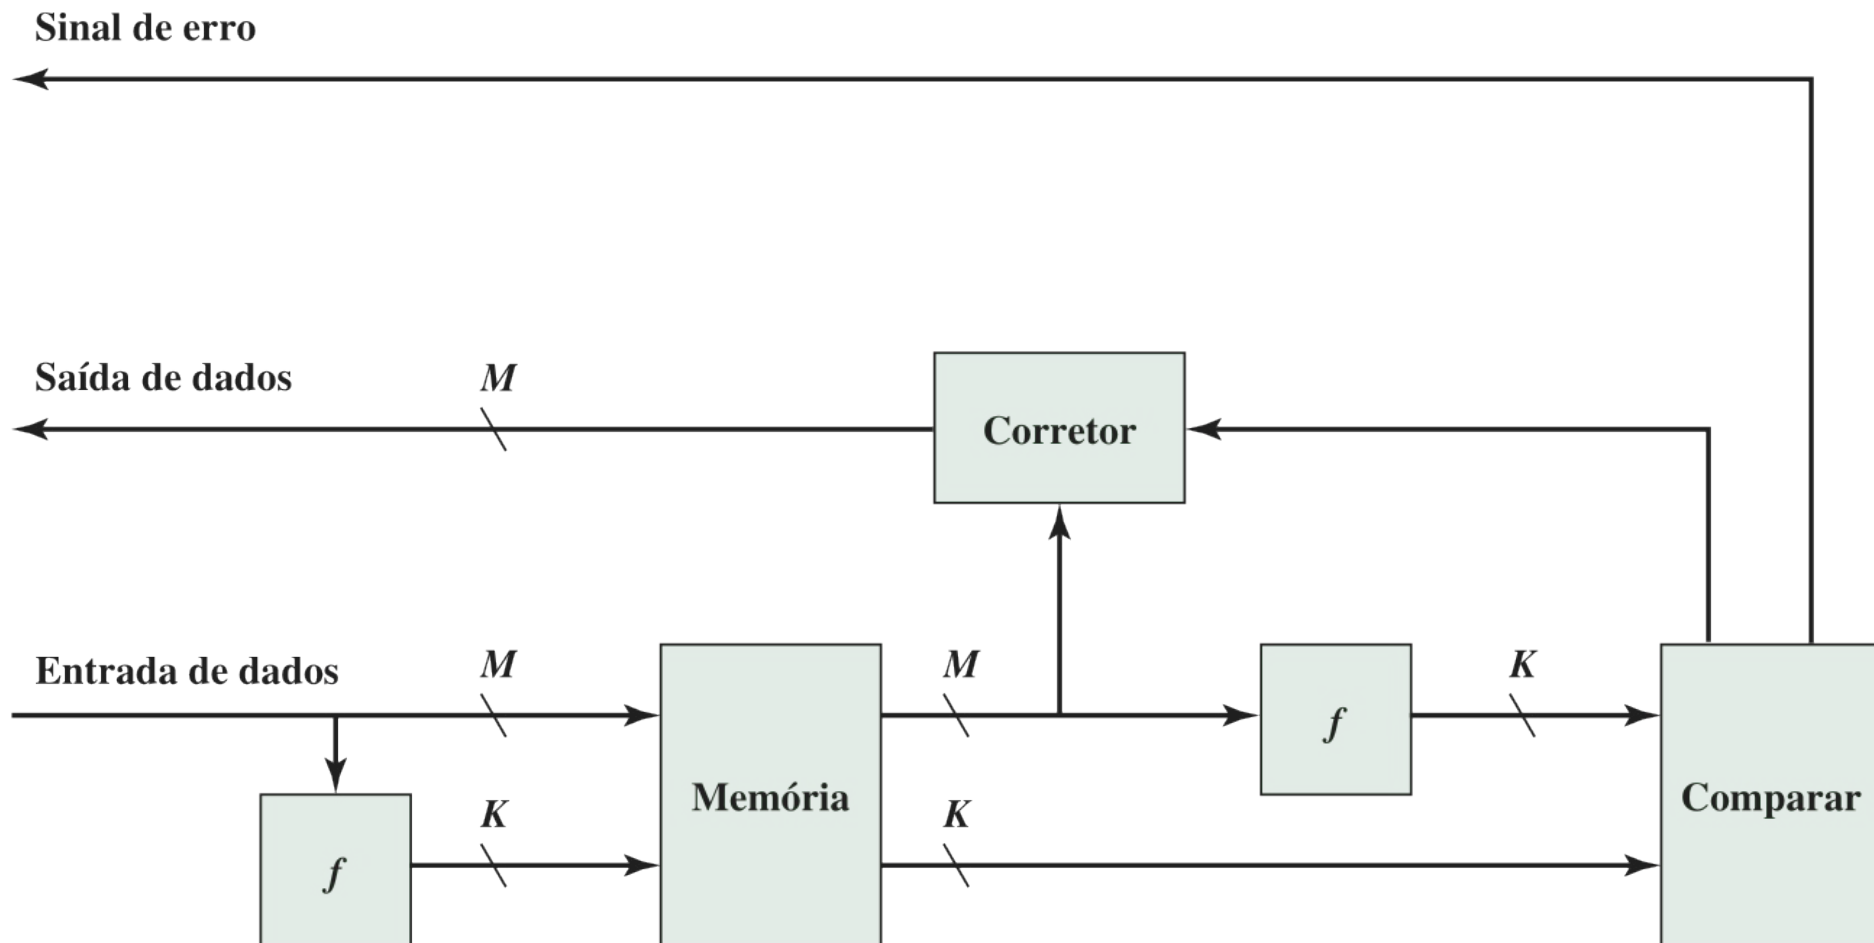 Sinal de erro
Saída de dados
M
Corretor
Entrada de dados
M
M
K
f
Memória
Comparar
K
K
f